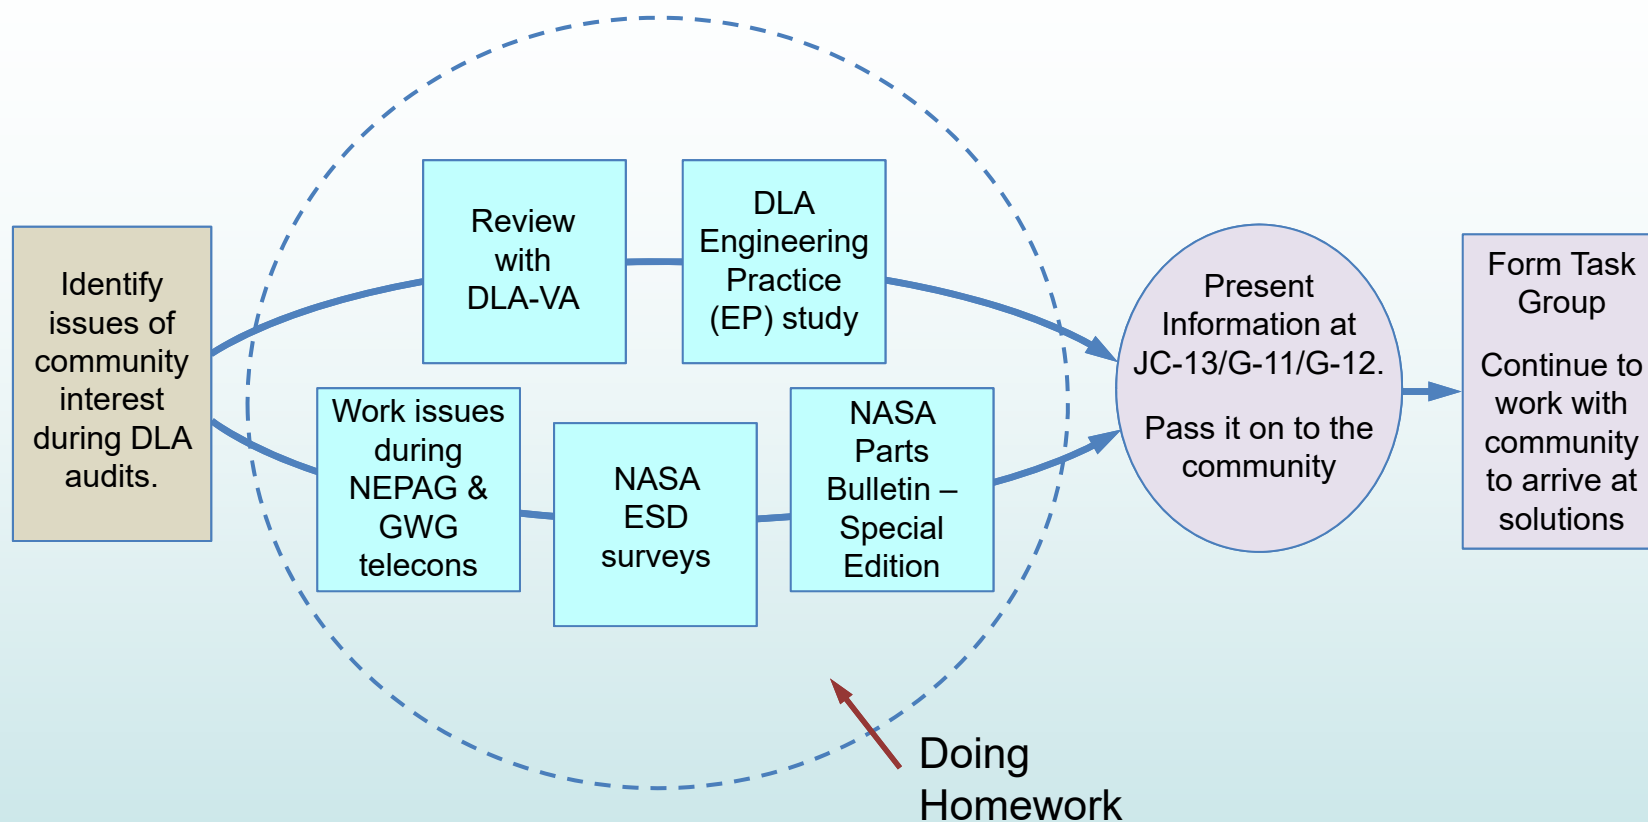 Identify
issues of
community
interest
during DLA
audits.
Review
with
DLA-VA
DLA
Engineering
Practice
(EP) study
Work issues
during
NEPAG &
GWG
telecons
NASA
ESD
surveys
NASA
Parts
Bulletin –
Special
Edition
Present
Information at
JC-13/G-11/G-12.
Pass it on to the
community
Form Task
Group
Continue to
work with
community
to arrive at
solutions
Doing
Homework